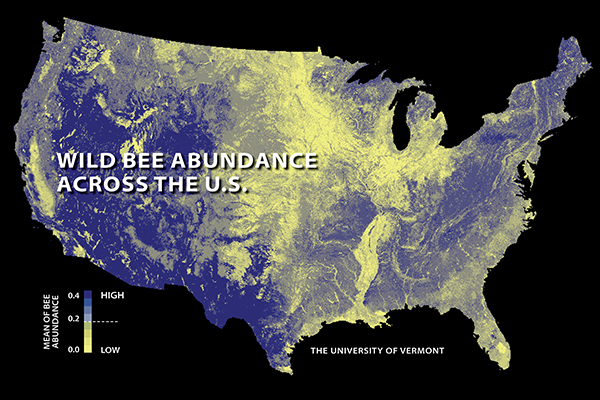 WILD BEE ABUNDANCE
ACROSS THE U.S.
MEAN OF BEE
ABUNDANCE
0.4 HIGH
0.2
0.0 LOW
THE UNIVERSITY OF VERMONT